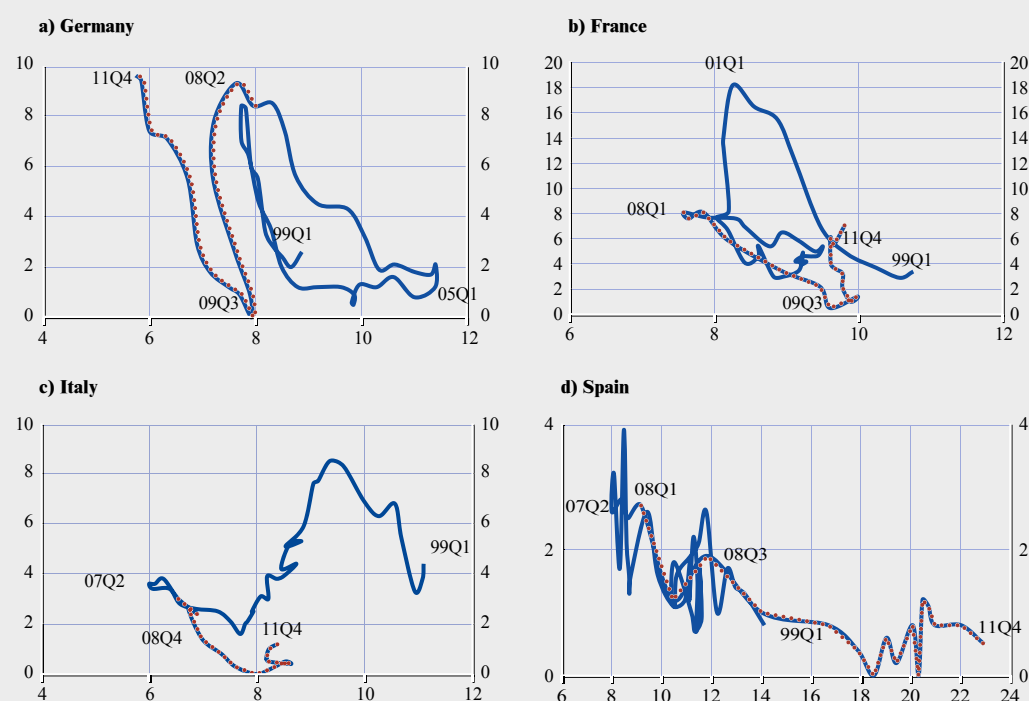 a) Germany
b) France
10 10
20 20
01Q1
11Q4 08Q2
18 18
8 8
16 16
14 14
6 6
12 12
10 10
4 4
08Q1
8 8
99Q1
11Q4
6 6
2 2
99Q1
4 4
05Q1
09Q3
09Q3
2 2
0 0
0 0
4 6 8 10 12
6 8 10 12
c) Italy
d) Spain
10 10
4 4
8 8
08Q1
07Q2
6 6
99Q1
2 2
08Q3
07Q2
4 4
08Q4
11Q4
99Q1
11Q4
2 2
0 0
0 0
4 6 8 10 12
6 8 10 12 14 16 18 20 22 24